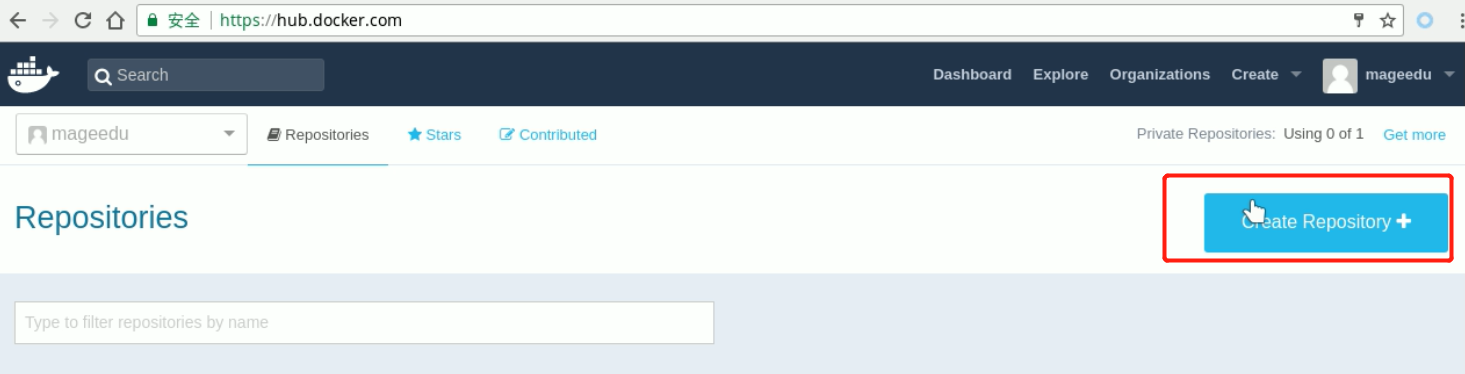 安全 https://hub.docker.com
Search Dashboard Explore Organizations Create mageedu
mageedu Repositories Stars Contributed Private Repositories: Using 0 of 1 Get more
Repositories Create Repository
Type to filter repositories by name